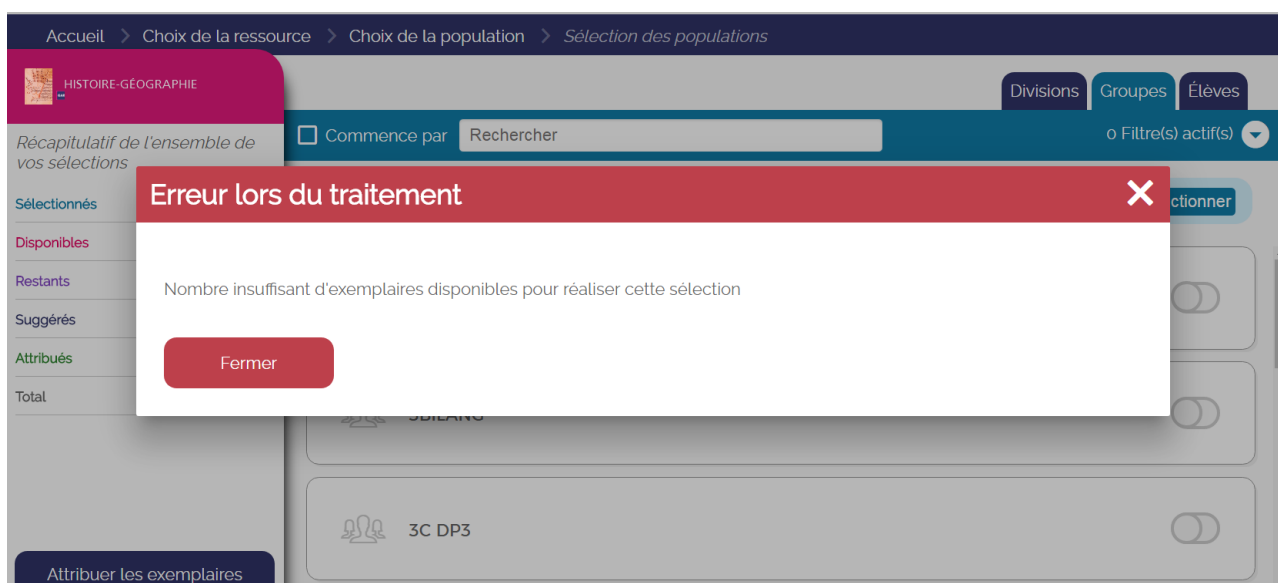 Accueil > Choix de la ressource > Choix de la population > Sélection des populations
HISTOIRE-GÉOGRAPHIE
Divisions Groupes Élèves
Commence par Rechercher 0 Filtre(s) actif(s)
Récapitulatif de l'ensemble de
vos sélections
Sélectionnés
Disponibles
Restants
Suggérés
Attribués
Total
Erreur lors du traitement
Nombre insuffisant d'exemplaires disponibles pour réaliser cette sélection
Fermer
3C DP3
Attribuer les exemplaires